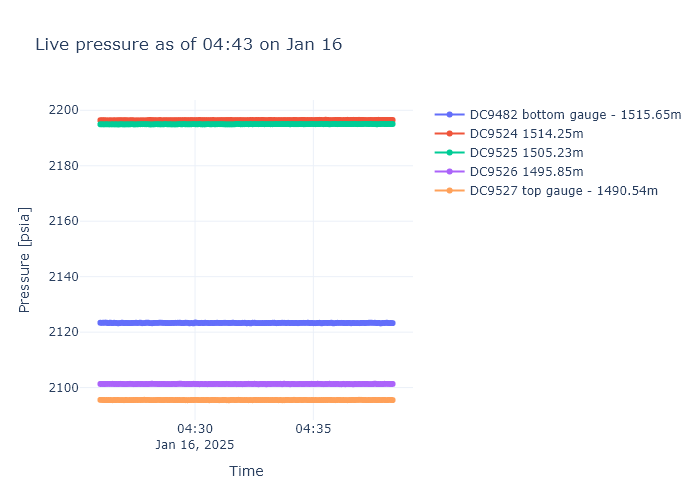 Live pressure as of 04:43 on Jan 16
2200
2180
2160
2140
2120
2100
Pressure [psia]
04:30
Jan 16, 2025
04:35
Time
DC9482 bottom gauge - 1515.65m
DC9524 1514.25m
DC9525 1505.23m
DC9526 1495.85m
DC9527 top gauge - 1490.54m